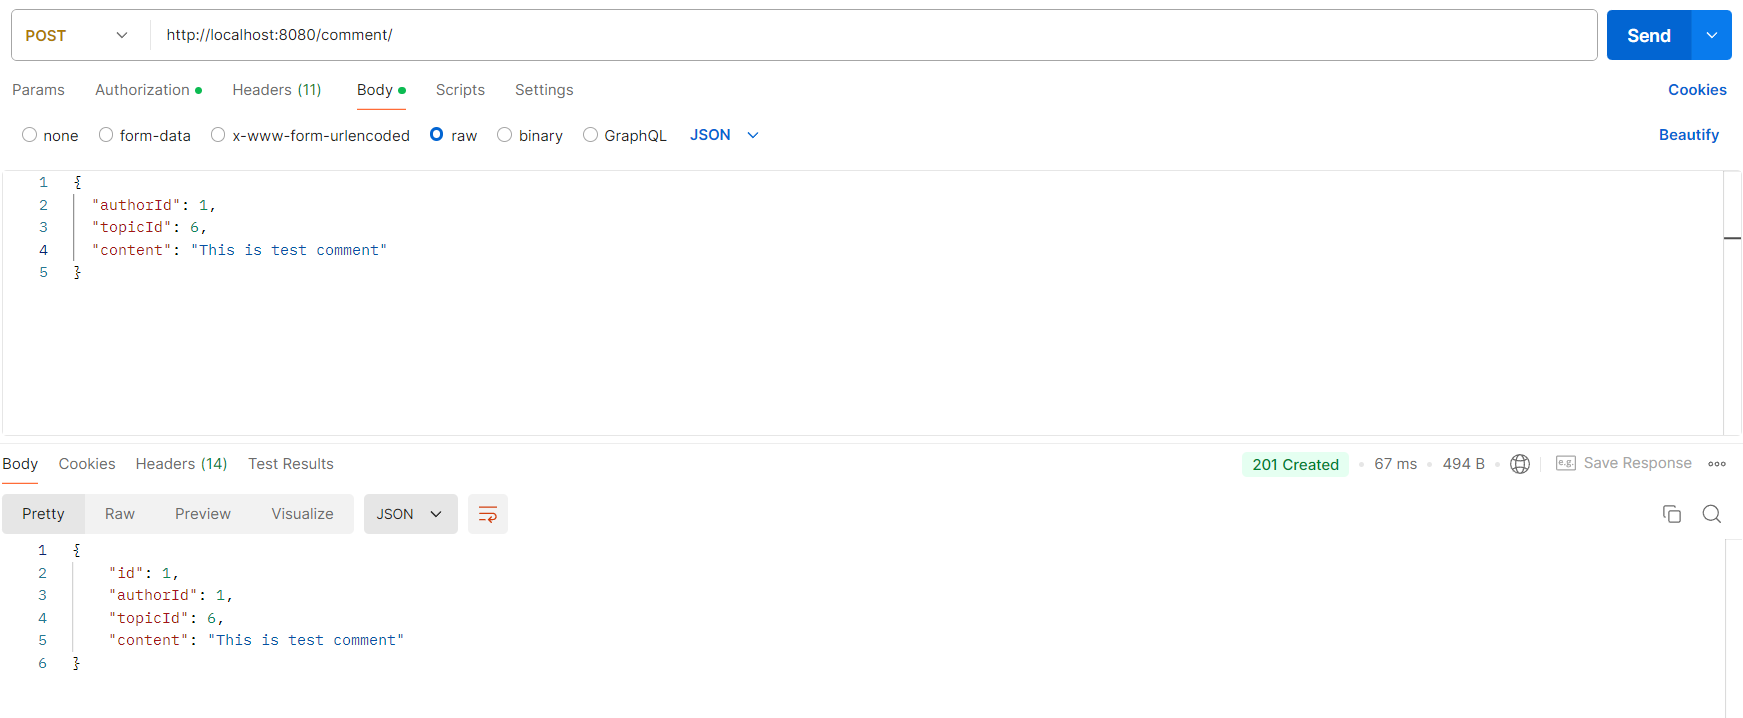 POST http://localhost:8080/comment/ Send
Params Authorization Headers (11) Body Scripts Settings Cookies
none form-data x-www-form-urlencoded raw binary GraphQL JSON Beautify
1 {
2 "authorId": 1,
3 "topicId": 6,
4 "content": "This is test comment"
5 }
Body Cookies Headers (14) Test Results 201 Created 67 ms 494 B e.g. Save Response
Pretty Raw Preview Visualize JSON
1 {
2 "id": 1,
3 "authorId": 1,
4 "topicId": 6,
5 "content": "This is test comment"
6 }